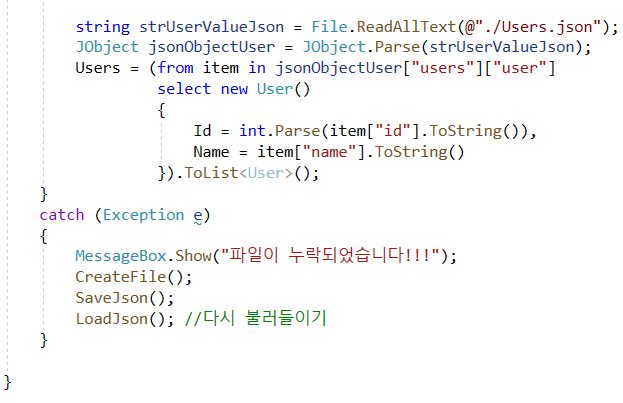 string strUserValueJson = File.ReadAllText(@"./Users.json");
JObject jsonObjectUser = JObject.Parse(strUserValueJson);
Users = (from item in jsonObjectUser["users"]["user"]
select new User()
{
Id = int.Parse(item["id"].ToString()),
Name = item["name"].ToString()
}).ToList<User>();
}
catch (Exception e)
{
MessageBox.Show("파일이 누락되었습니다!!!");
CreateFile();
SaveJson();
LoadJson(); //다시 불러들이기
}
}